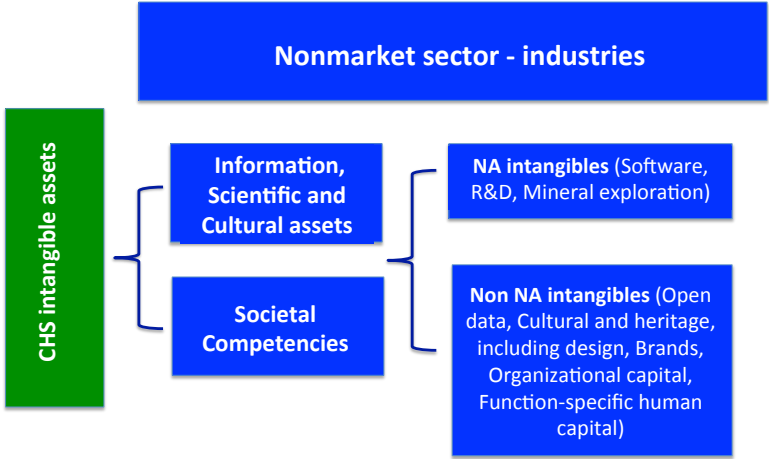 Nonmarket sector - industries
CHS intangible assets
Information,
Scientific and
Cultural assets
Societal
Competencies
NA intangibles (Software,
R&D, Mineral exploration)
Non NA intangibles (Open
data, Cultural and heritage,
including design, Brands,
Organizational capital,
Function-specific human
capital)